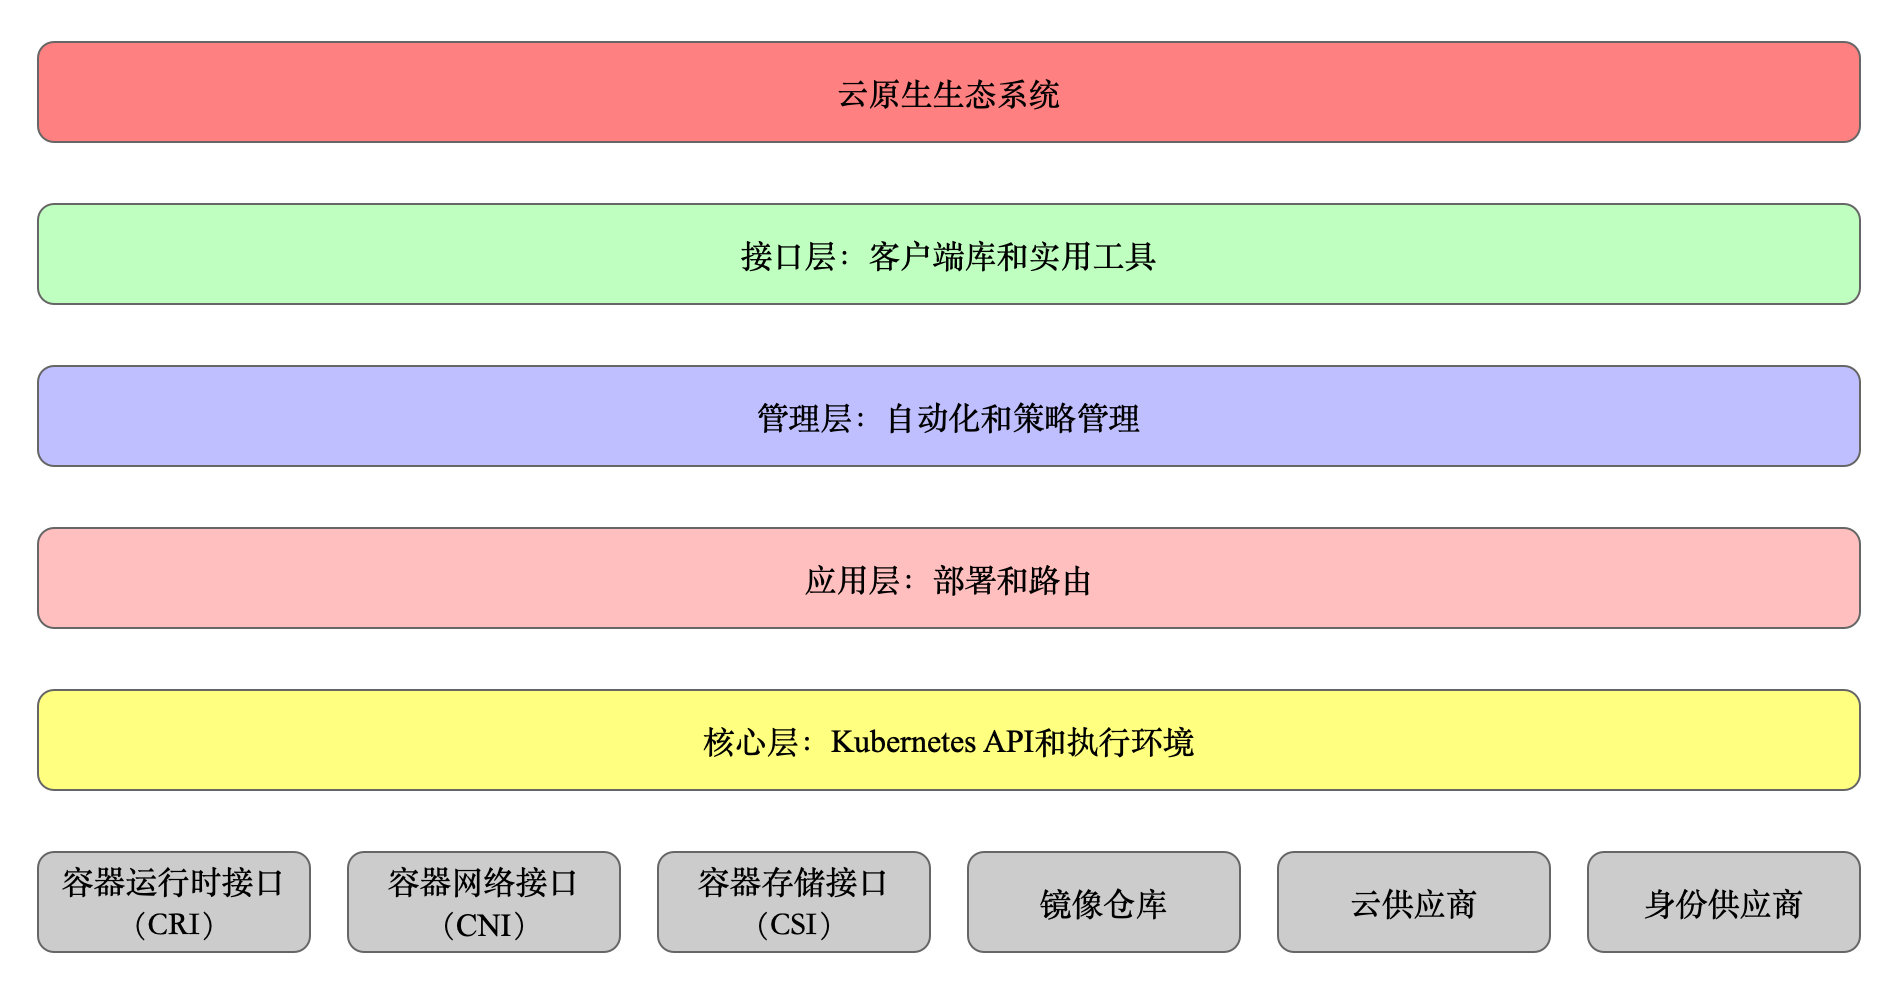 云原生生态系统
接口层：客户端库和实用工具
管理层：自动化和策略管理
应用层：部署和路由
核心层：Kubernetes API和执行环境
容器运行时接口
（CRI）
容器网络接口
（CNI）
容器存储接口
（CSI）
镜像仓库
云供应商
身份供应商